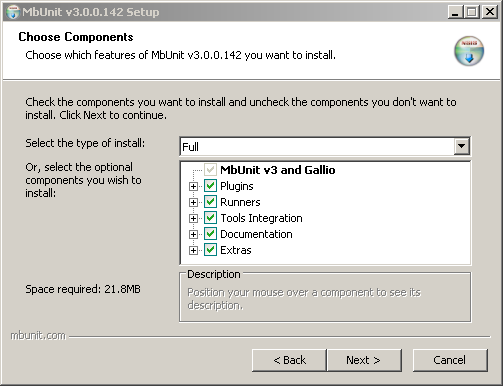 MbUnit v3.0.0.142 Setup
Choose Components
Choose which features of MbUnit v3.0.0.142 you want to install.
Check the components you want to install and uncheck the components you don't want to
install. Click Next to continue.
Select the type of install:
Full
Or, select the optional
components you wish to
install:
MbUnit v3 and Gallio
Plugins
Runners
Tools Integration
Documentation
Extras
Space required: 21.8MB
Description
Position your mouse over a component to see its
description.
mbunit.com
< Back
Next >
Cancel